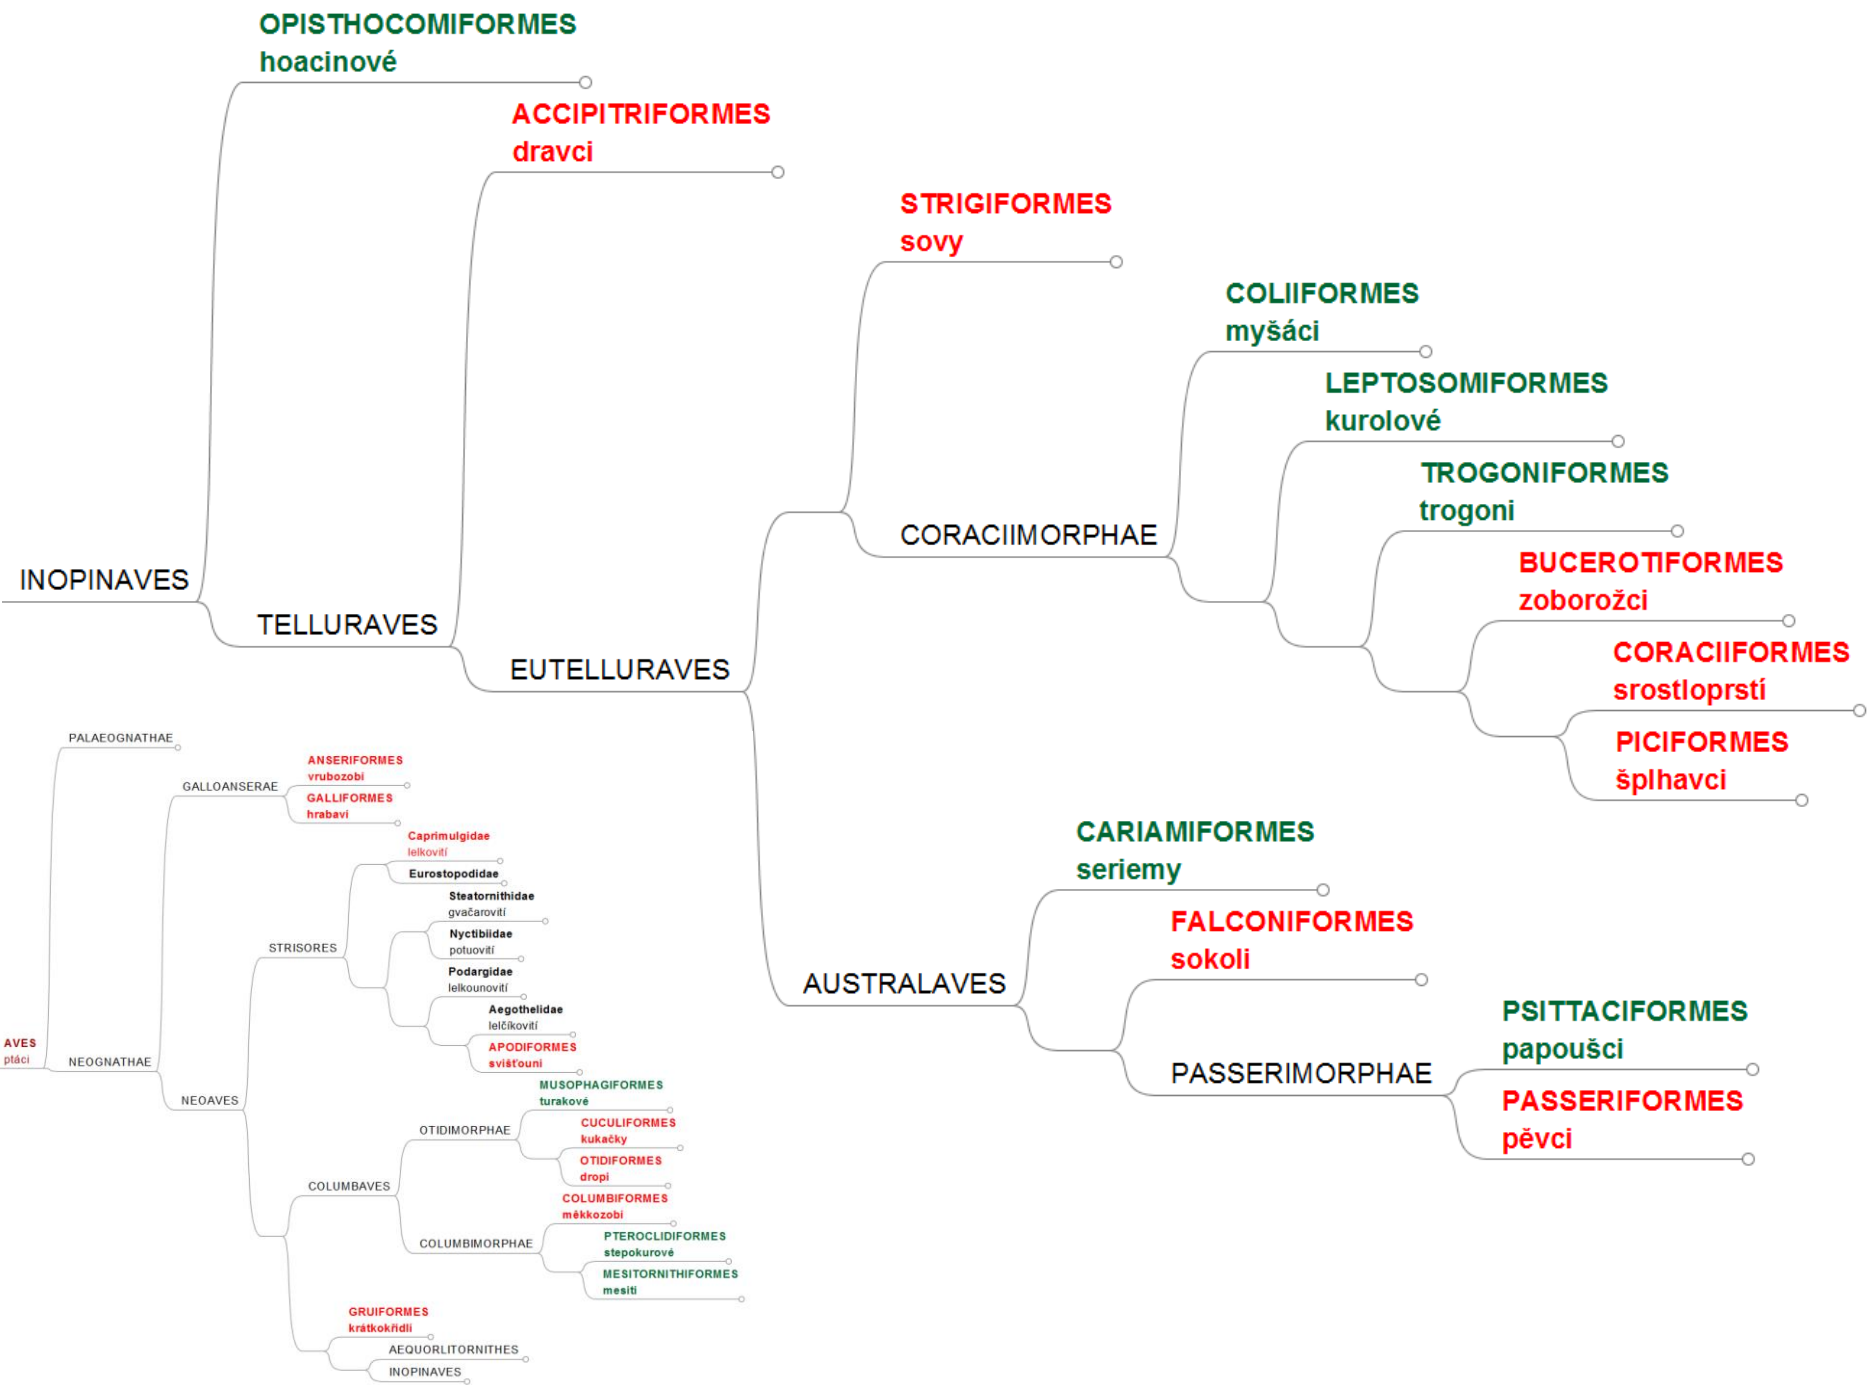 OPISTHOCOMIFORMES
hoacinové
ACCIPITRIFORMES
dravci
STRIGIFORMES
sovy
COLIIFORMES
myšáci
LEPTOSOMIFORMES
kurolové
TROGONIFORMES
trogoni
CORACIIMORPHAE
BUCEROTIFORMES
zoborožci
INOPINAVES
TELLURAVES
CORACIIFORMES
srostloprstí
EUTELLURAVES
PICIFORMES
šplhavci
CARIAMIFORMES
seriemy
FALCONIFORMES
sokoli
AUSTRALAVES
PSITTACIFORMES
papoušci
PASSERIMORPHAE
PASSERIFORMES
pěvci
PALAEOGNATHAE
ANSERIFORMES
vrubozobí
GALLOANSERAE
GALLIFORMES
hrabaví
Caprimulgidae
lelkovití
Eurostopodidae
Steatornithidae
gvačarovití
Nyctibiidae
potuovití
STRISORES
Podargidae
lelkounovití
Aegothelidae
lelčíkovití
APODIFORMES
svišťouni
AVES
ptáci
NEOGNATHAE
NEOAVES
MUSOPHAGIFORMES
turakové
CUCULIFORMES
kukačky
OTIDIMORPHAE
OTIDIFORMES
dropi
COLUMBAVES
COLUMBIFORMES
měkkozobí
PTEROCLIDIFORMES
stepokurové
COLUMBIMORPHAE
MESITORNITHIFORMES
mesiti
GRUIFORMES
krátkokřídlí
AEQUORLITORNITHES
INOPINAVES